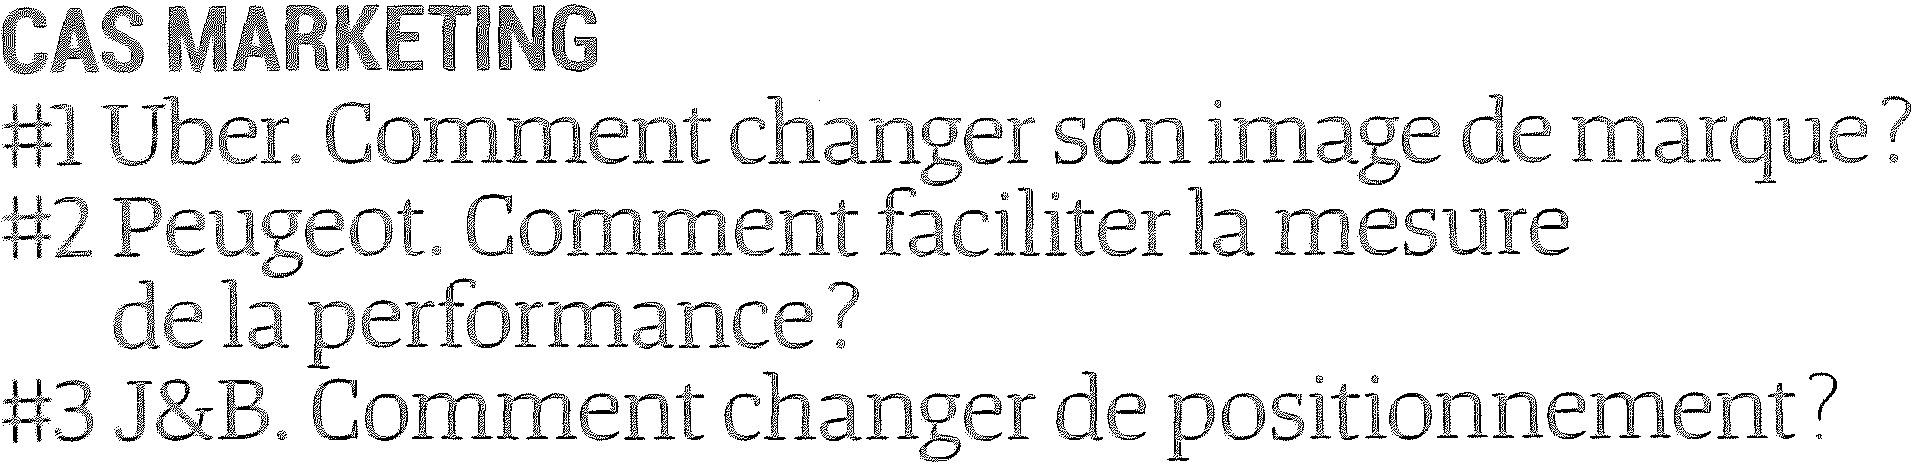 CAS MARKETING
#1 Uber. Comment changer son image de marque ?
#2 Peugeot. Comment faciliter la mesure
de la performance ?
#3 J&B. Comment changer de positionnement ?